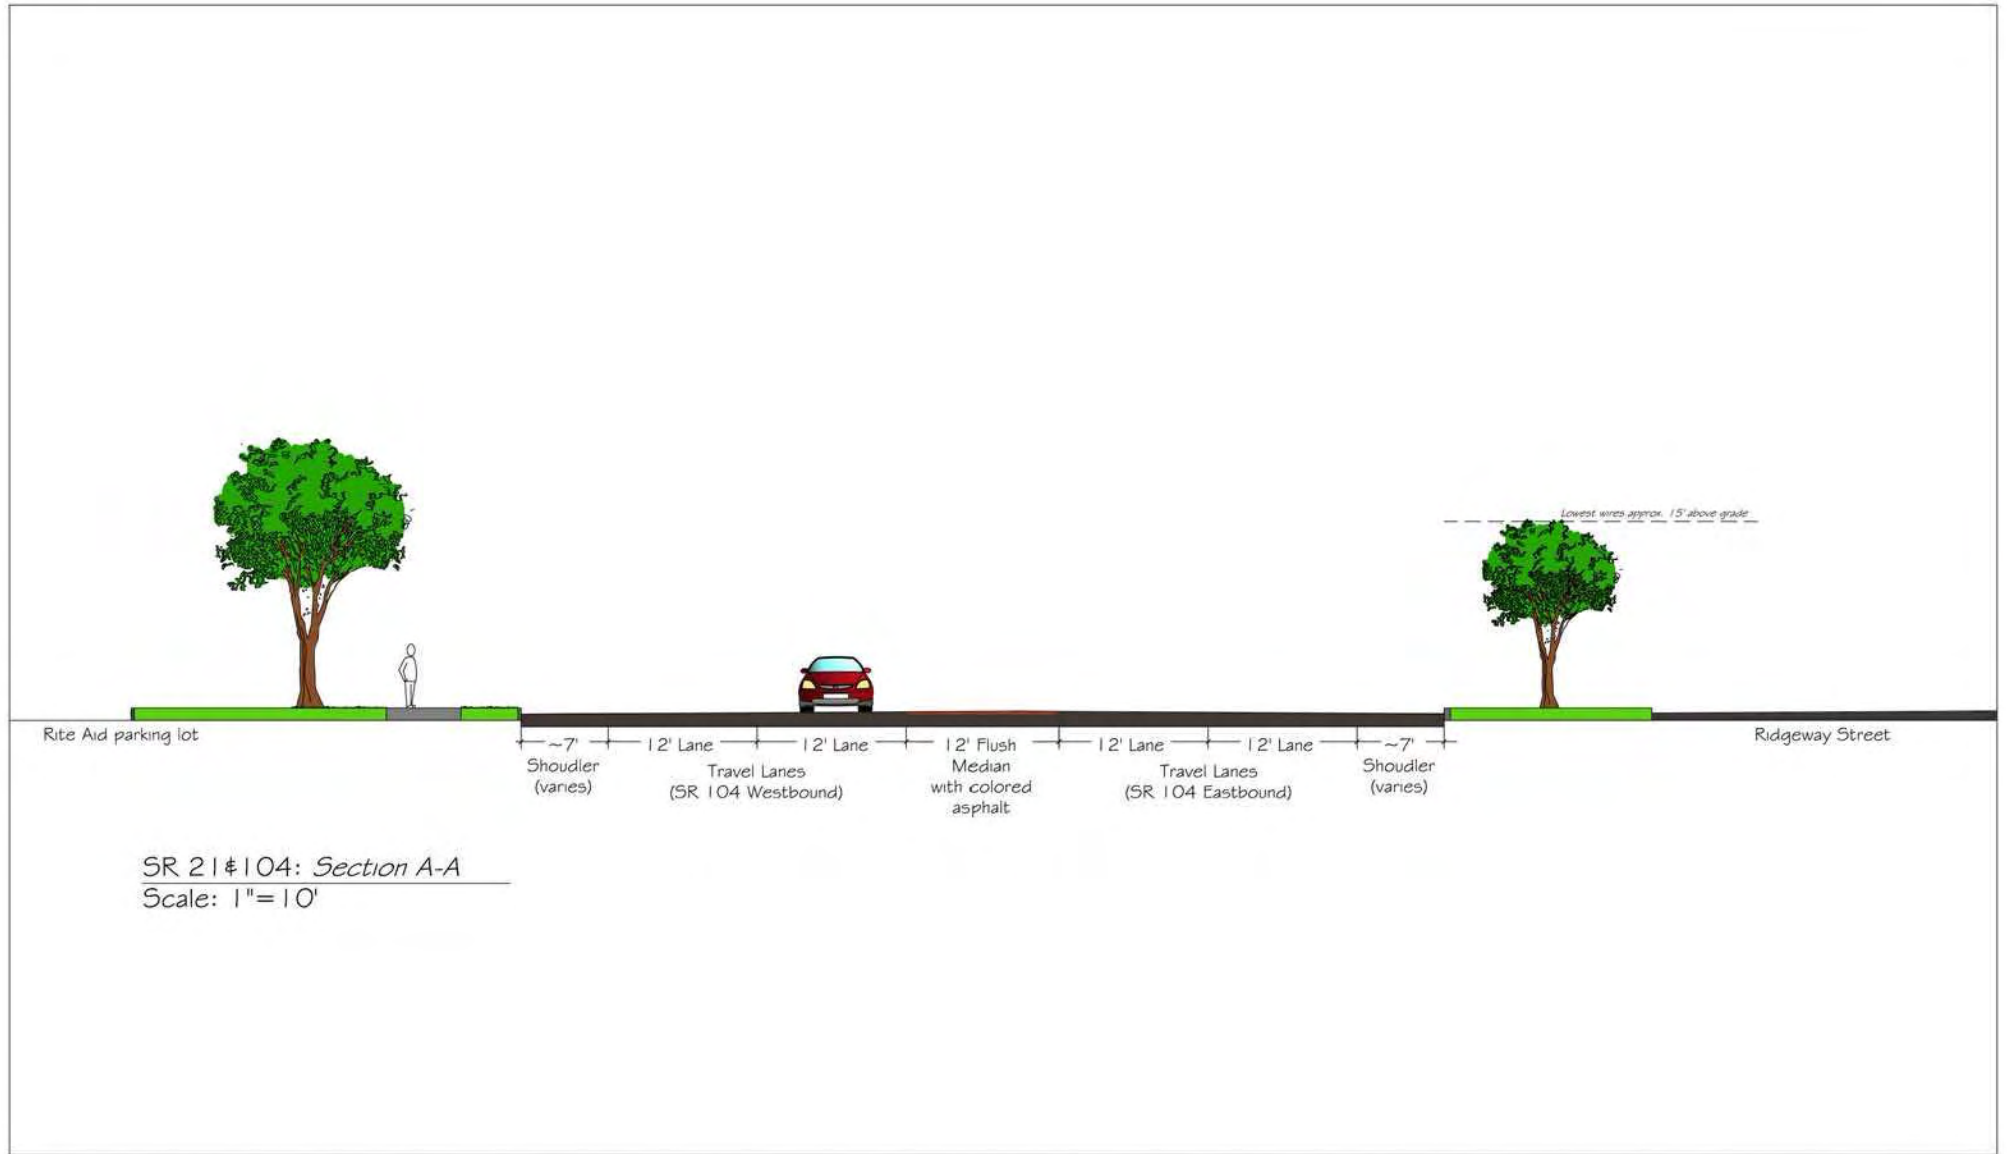 Lowest wires approx. 15' above grade
Rite Aid parking lot
Ridgeway Street
~7'
12' Lane
12' Lane
12' Flush
12' Lane
12' Lane
~7'
Shoudler
(varies)
Travel Lanes
(SR 104 Westbound)
Median
with colored
asphalt
Travel Lanes
(SR 104 Eastbound)
Shoudler
(varies)
SR 21&104: Section A-A
Scale: 1"=10'